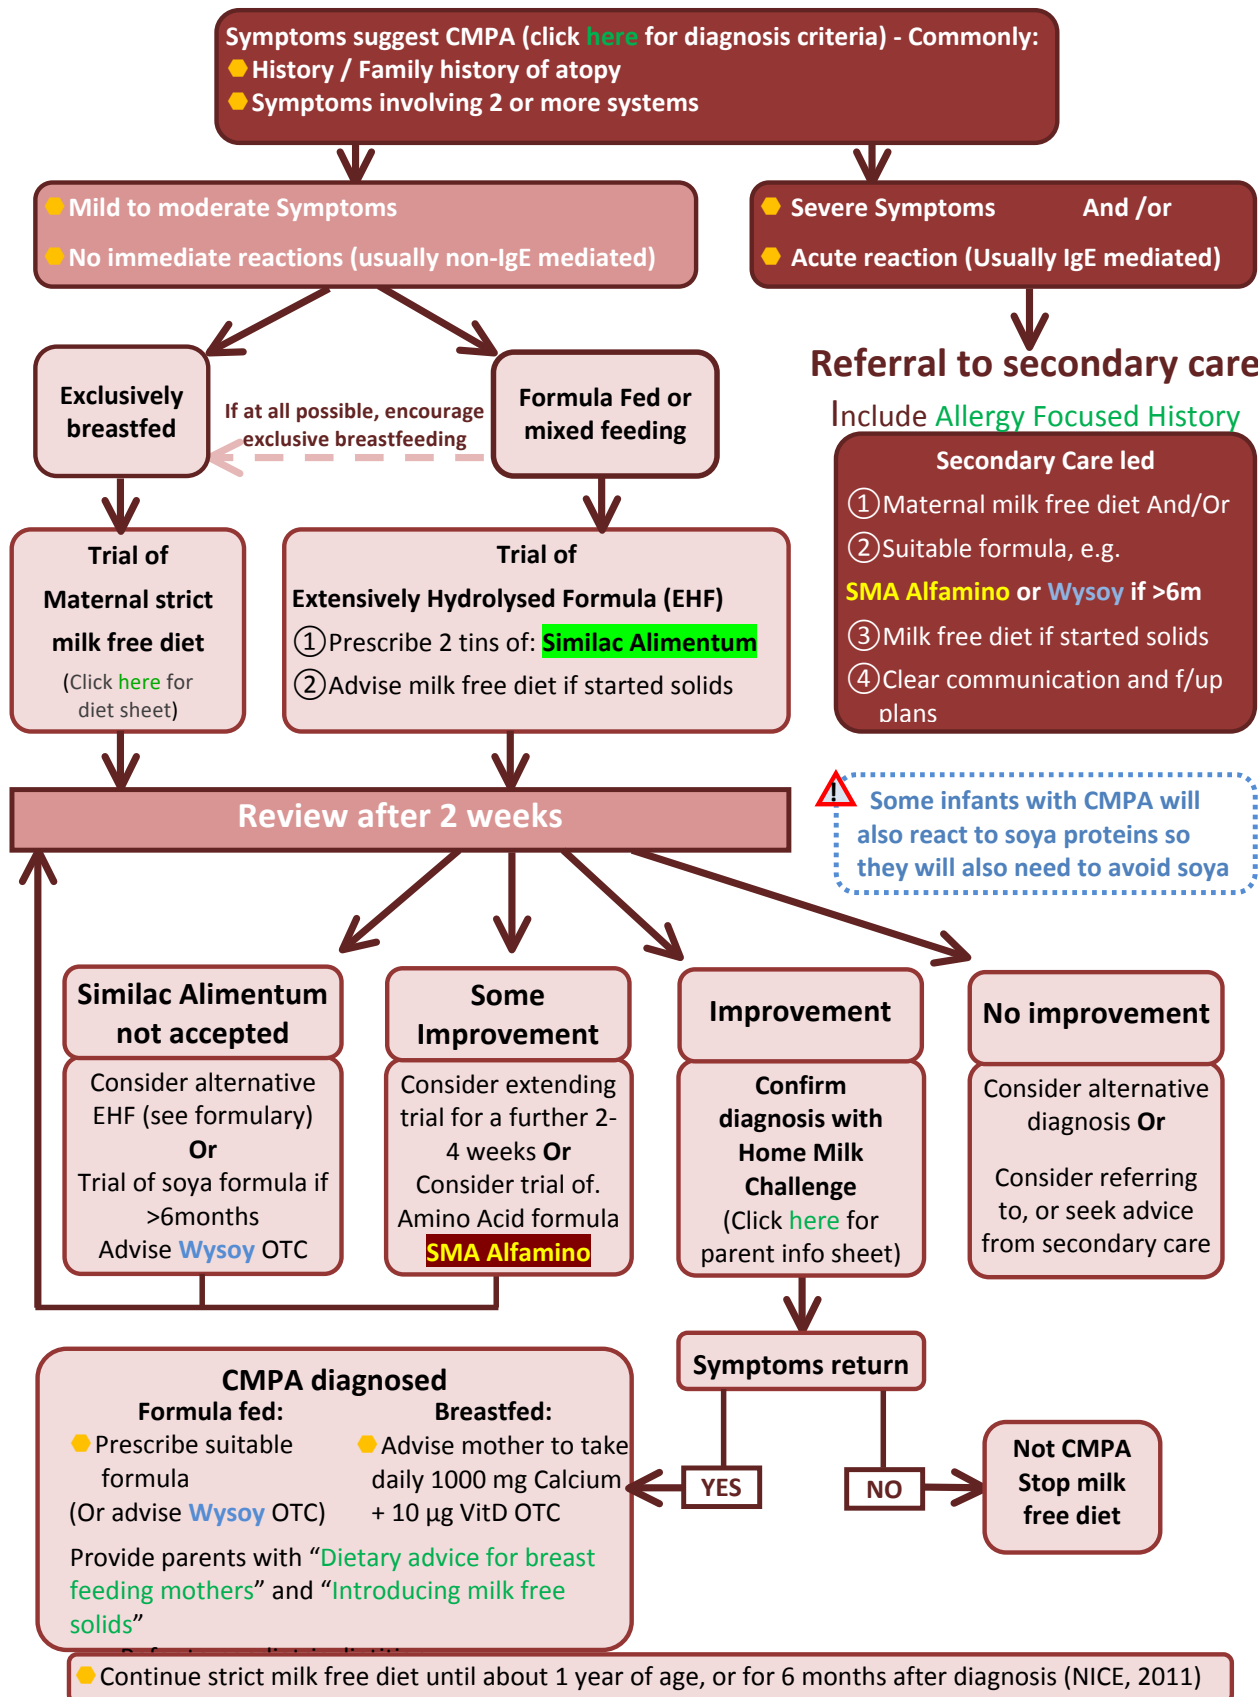 Symptoms suggest CMPA (click here for diagnosis criteria) - Commonly:
History / Family history of atopy
Symptoms involving 2 or more systems
Mild to moderate Symptoms
No immediate reactions (usually non-IgE mediated)
Severe Symptoms And /or
Acute reaction (Usually IgE mediated)
Exclusively
breastfed
If at all possible, encourage
exclusive breastfeeding
Formula Fed or
mixed feeding
Referral to secondary care
Include Allergy Focused History
Secondary Care led
① Maternal milk free diet And/Or
② Suitable formula, e.g.
SMA Alfamino or Wysoy if >6m
③ Milk free diet if started solids
④ Clear communication and f/up
plans
Trial of
Maternal strict
milk free diet
(Click here for
diet sheet)
Trial of
Extensively Hydrolysed Formula (EHF)
① Prescribe 2 tins of: Similac Alimentum
② Advise milk free diet if started solids
Review after 2 weeks
!
Some infants with CMPA will
also react to soya proteins so
they will also need to avoid soya
Similac Alimentum
not accepted
Consider alternative
EHF (see formulary)
Or
Trial of soya formula if
>6months
Advise Wysoy OTC
Some
Improvement
Consider extending
trial for a further 2-
4 weeks Or
Consider trial of.
Amino Acid formula
SMA Alfamino
Improvement
Confirm
diagnosis with
Home Milk
Challenge
(Click here for
parent info sheet)
No improvement
Consider alternative
diagnosis Or
Consider referring
to, or seek advice
from secondary care
Symptoms return
YES
NO
Not CMPA
Stop milk
free diet
CMPA diagnosed
Formula fed:
Prescribe suitable
formula
(Or advise Wysoy OTC)
Breastfed:
Advise mother to take
daily 1000 mg Calcium
+ 10 µg VitD OTC
Provide parents with “Dietary advice for breast
feeding mothers” and “Introducing milk free
solids”
Continue strict milk free diet until about 1 year of age, or for 6 months after diagnosis (NICE, 2011)